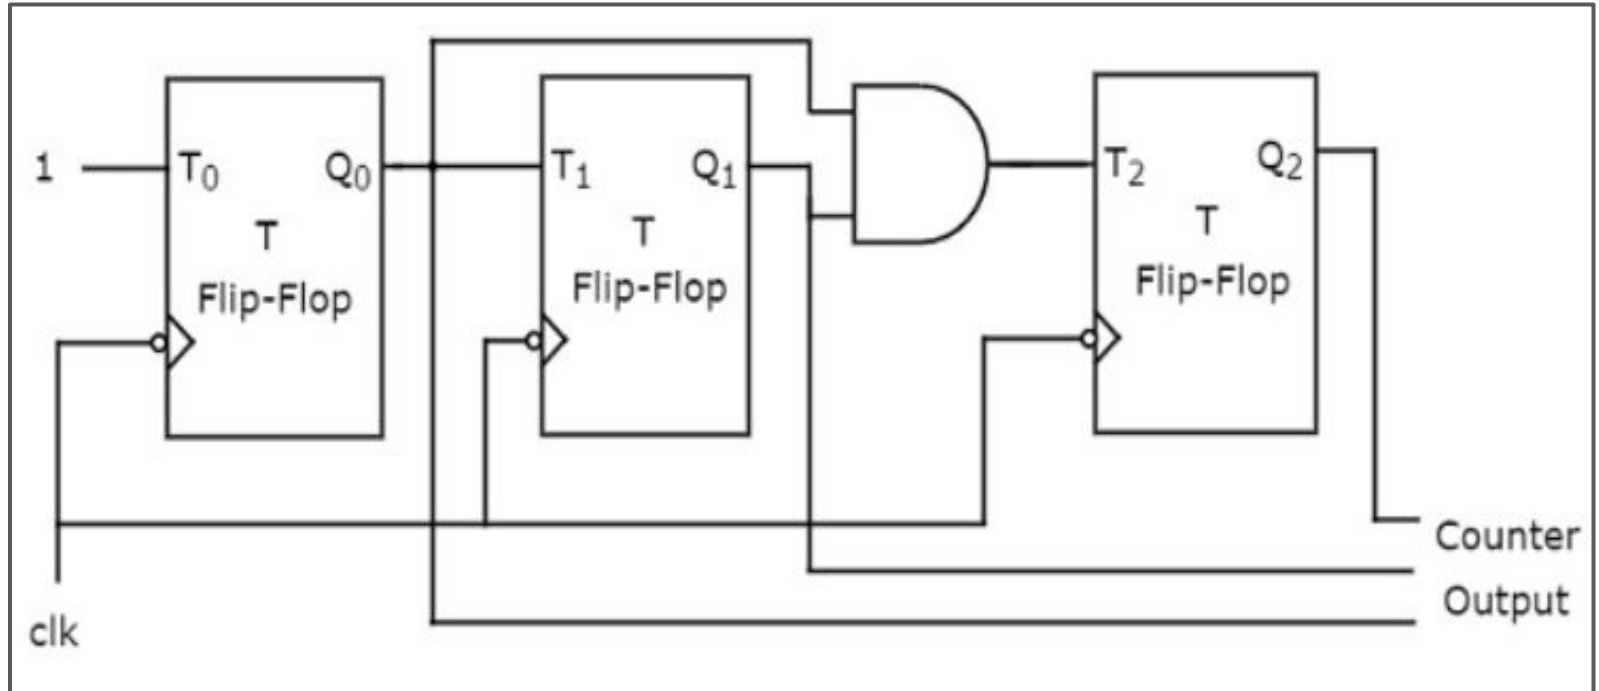 1
T0
Q0
T
Flip-Flop
T1
Q1
T
Flip-Flop
T2
Q2
T
Flip-Flop
clk
Counter
Output